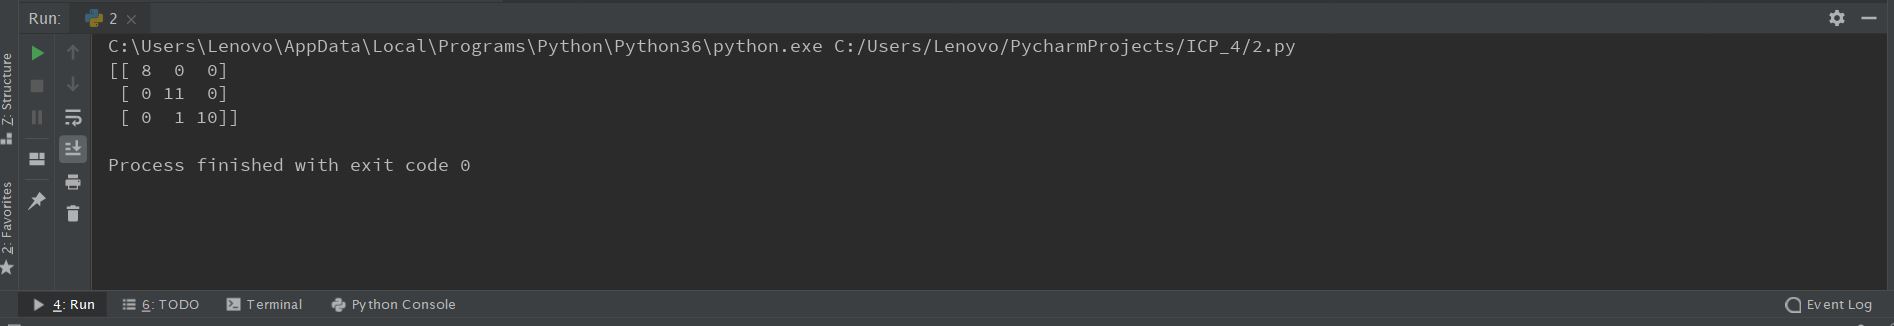 Run: 2
C:\Users\Lenovo\AppData\Local\Programs\Python\Python36\python.exe C:/Users/Lenovo/PycharmProjects/ICP_4/2.py
[[ 8  0  0]
 [ 0 11  0]
 [ 0  1 10]]
Process finished with exit code 0
Z: Structure
2: Favorites
4: Run 6: TODO Terminal Python Console Event Log